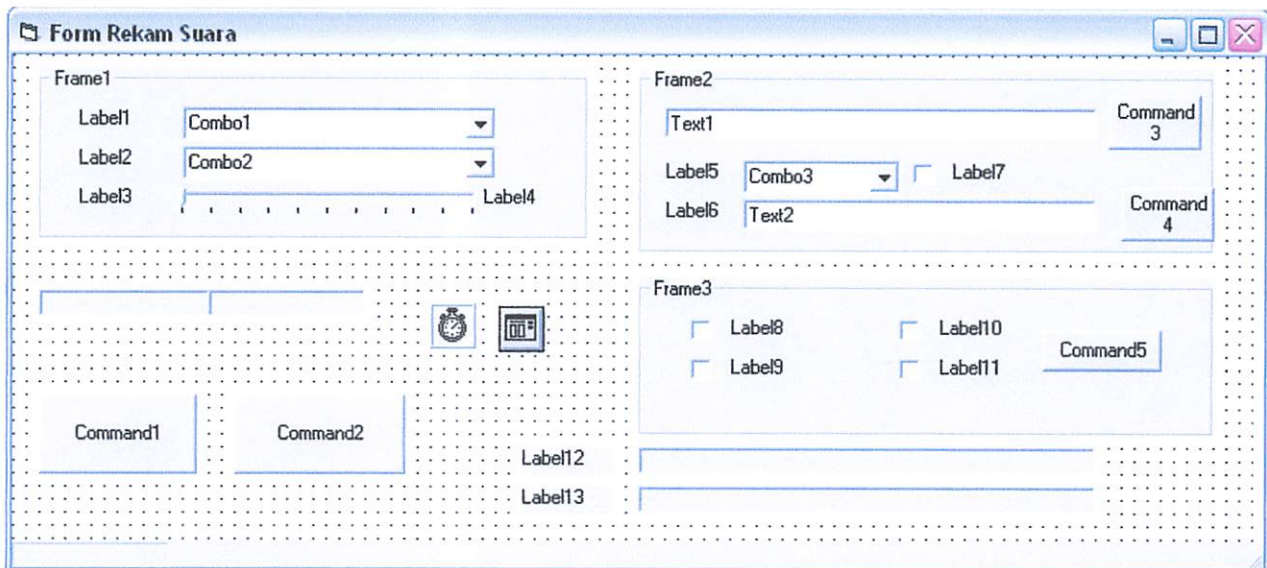 Form Rekam Suara
Frame1
Label1 Combo1
Label2 Combo2
Label3 Label4
Frame2
Text1 Command
3
Label5 Combo3 Label7
Label6 Text2 Command
4
Frame3
Label8 Label10
Label9 Label11 Command5
Command1 Command2
Label12
Label13